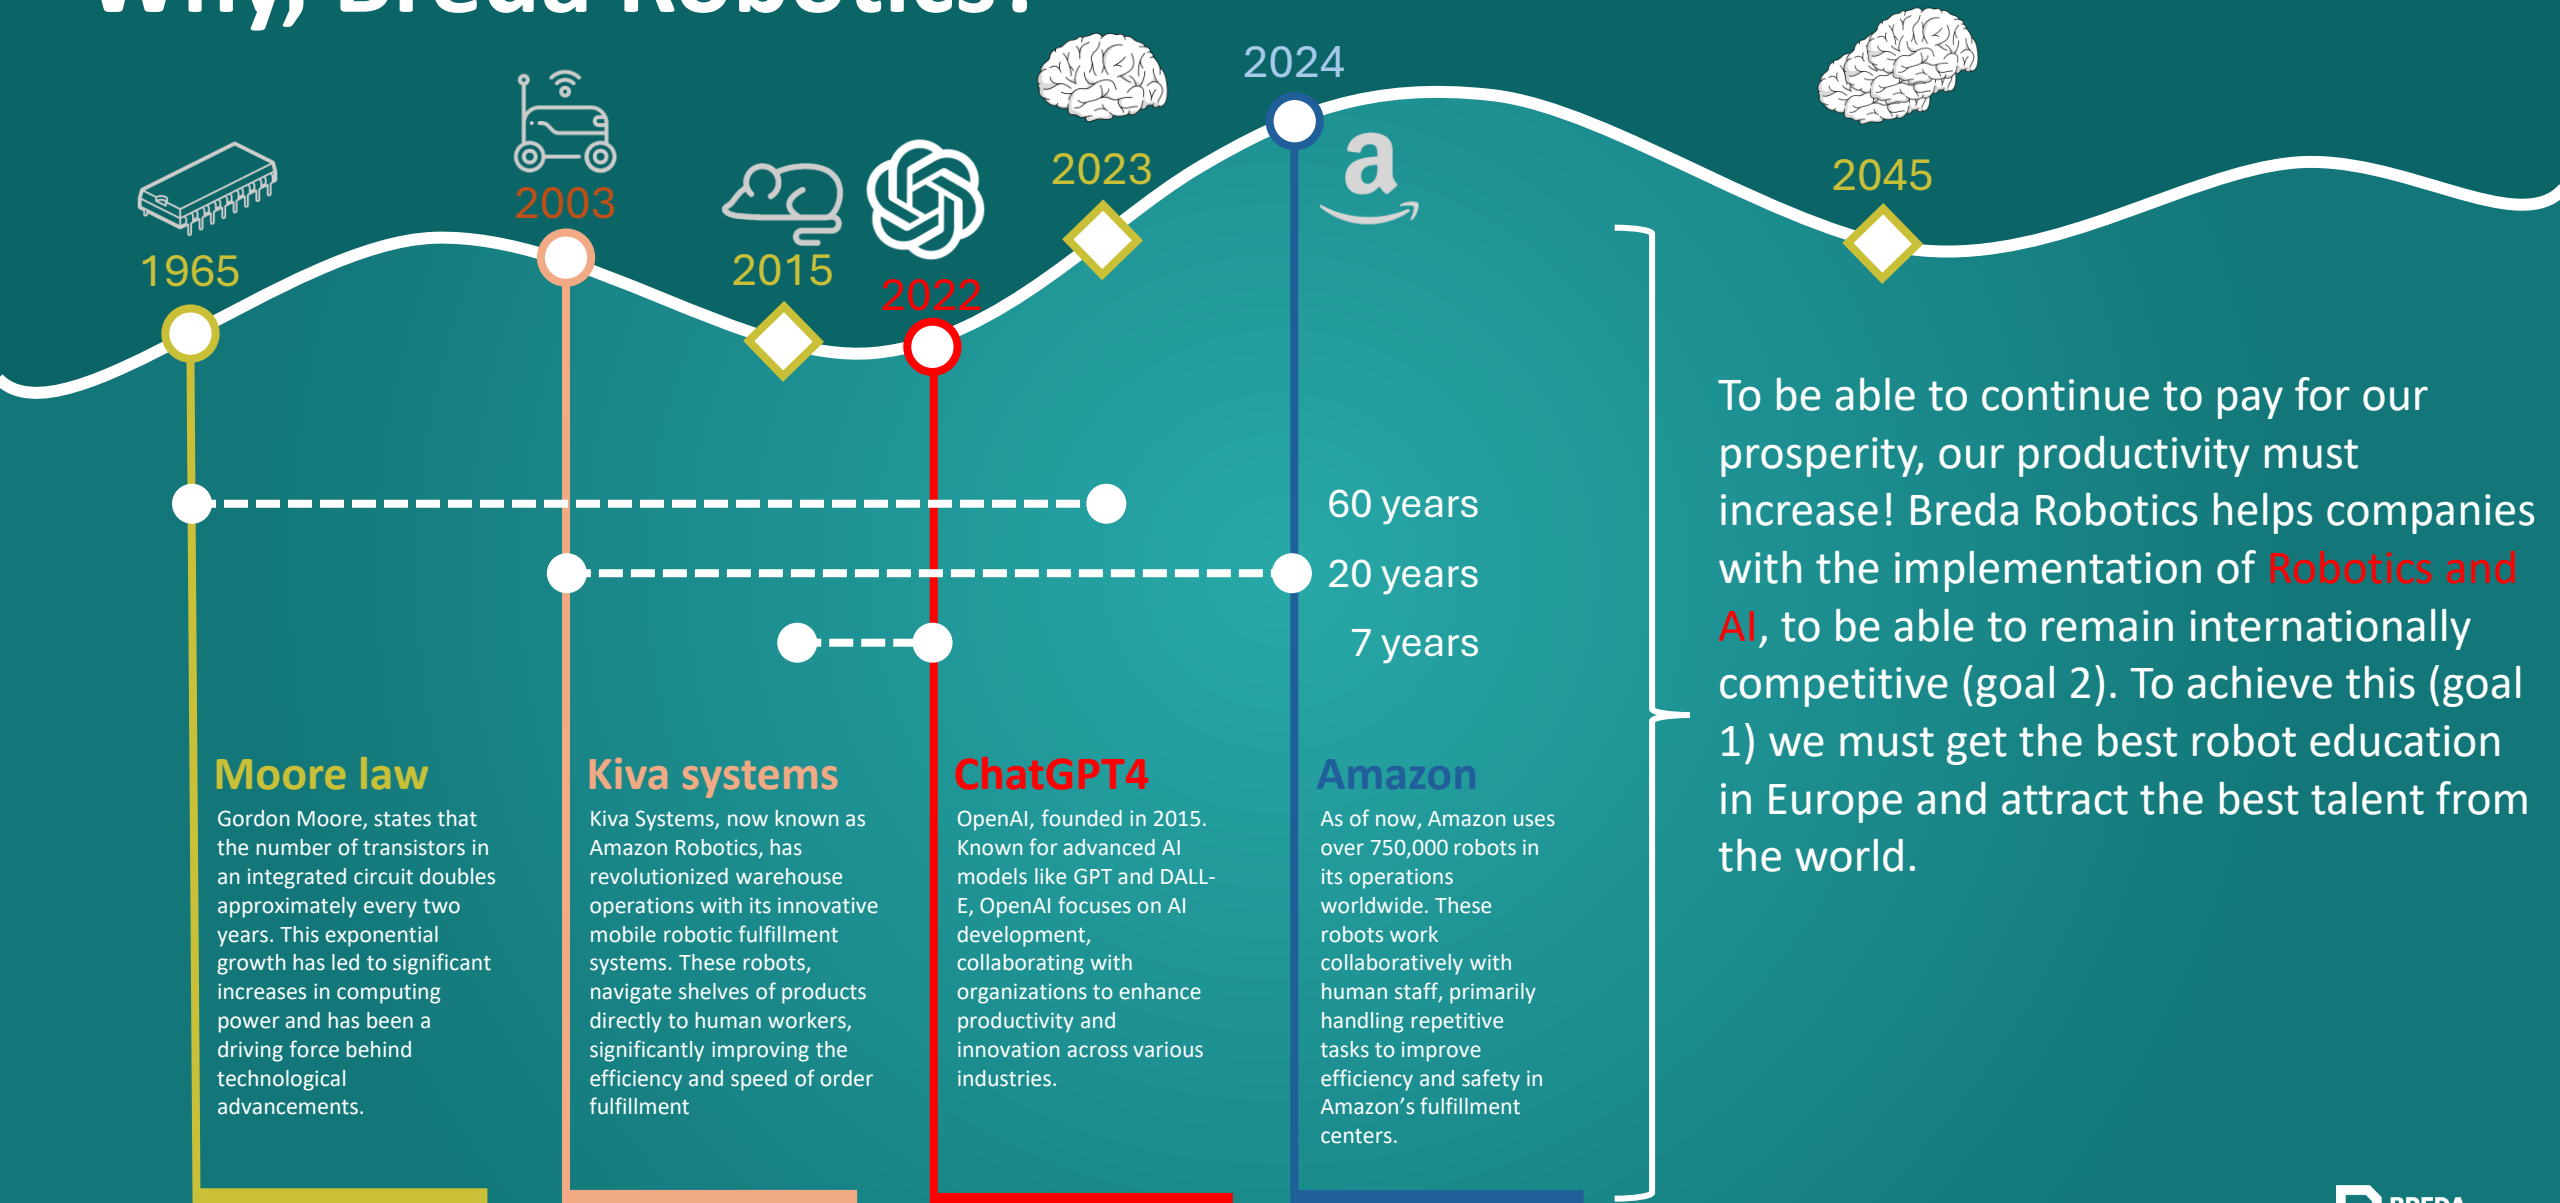 Why, Breda Robotics?
1965
2003
2015
2022
2023
2024
a
2045
60 years
20 years
7 years
Moore law
Gordon Moore, states that
the number of transistors in
an integrated circuit doubles
approximately every two
years. This exponential
growth has led to significant
increases in computing
power and has been a
driving force behind
technological
advancements.
Kiva systems
Kiva Systems, now known as
Amazon Robotics, has
revolutionized warehouse
operations with its innovative
mobile robotic fulfillment
systems. These robots,
navigate shelves of products
directly to human workers,
significantly improving the
efficiency and speed of order
fulfillment
ChatGPT4
OpenAI, founded in 2015.
Known for advanced AI
models like GPT and DALL-
E, OpenAI focuses on AI
development,
collaborating with
organizations to enhance
productivity and
innovation across various
industries.
Amazon
As of now, Amazon uses
over 750,000 robots in
its operations
worldwide. These
robots work
collaboratively with
human staff, primarily
handling repetitive
tasks to improve
efficiency and safety in
Amazon’s fulfillment
centers.
To be able to continue to pay for our
prosperity, our productivity must
increase! Breda Robotics helps companies
with the implementation of Robotics and
AI, to be able to remain internationally
competitive (goal 2). To achieve this (goal
1) we must get the best robot education
in Europe and attract the best talent from
the world.
BREDA